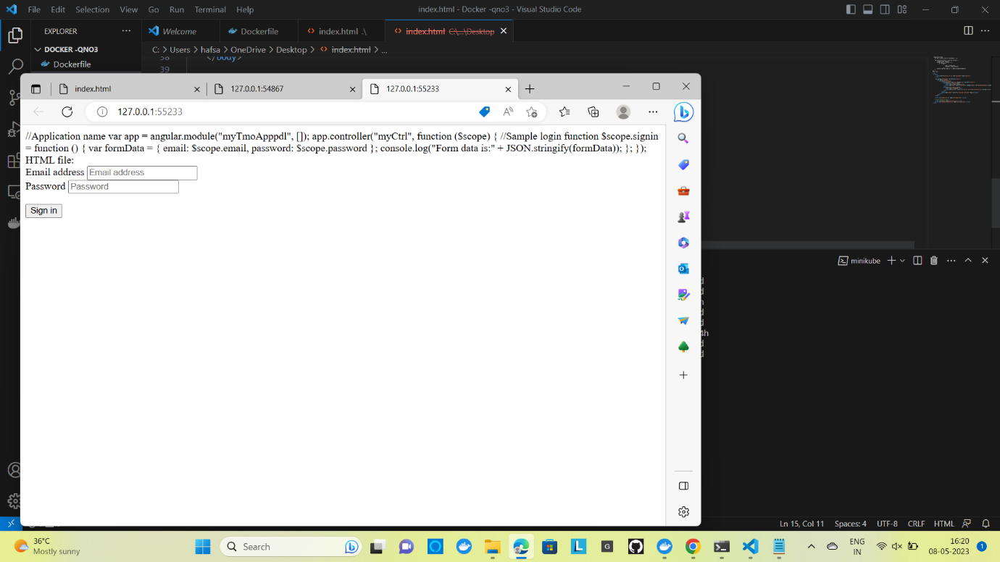 File Edit Selection View Go Run Terminal Help
index.html - Docker -qno3 - Visual Studio Code
EXPLORER
Welcome
Dockerfile
index.html .\
index.html C:\...\Desktop
DOCKER -QNO3
C: > Users > hafsa > OneDrive > Desktop > index.html > ...
Dockerfile
38 </body>
39
index.html
127.0.0.1:54867
127.0.0.1:55233
127.0.0.1:55233
//Application name var app = angular.module("myTmoApppdl", []); app.controller("myCtrl", function ($scope) { //Sample login function $scope.signin
= function () { var formData = { email: $scope.email, password: $scope.password }; console.log("Form data is:" + JSON.stringify(formData)); }; });
HTML file:
Email address Email address
Password Password
Sign in
minikube
d
d
n
d
d
4h
d
d
Ln 15, Col 11 Spaces: 4 UTF-8 CRLF HTML
36°C
Mostly sunny
Search
ENG
IN
16:20
08-05-2023
1